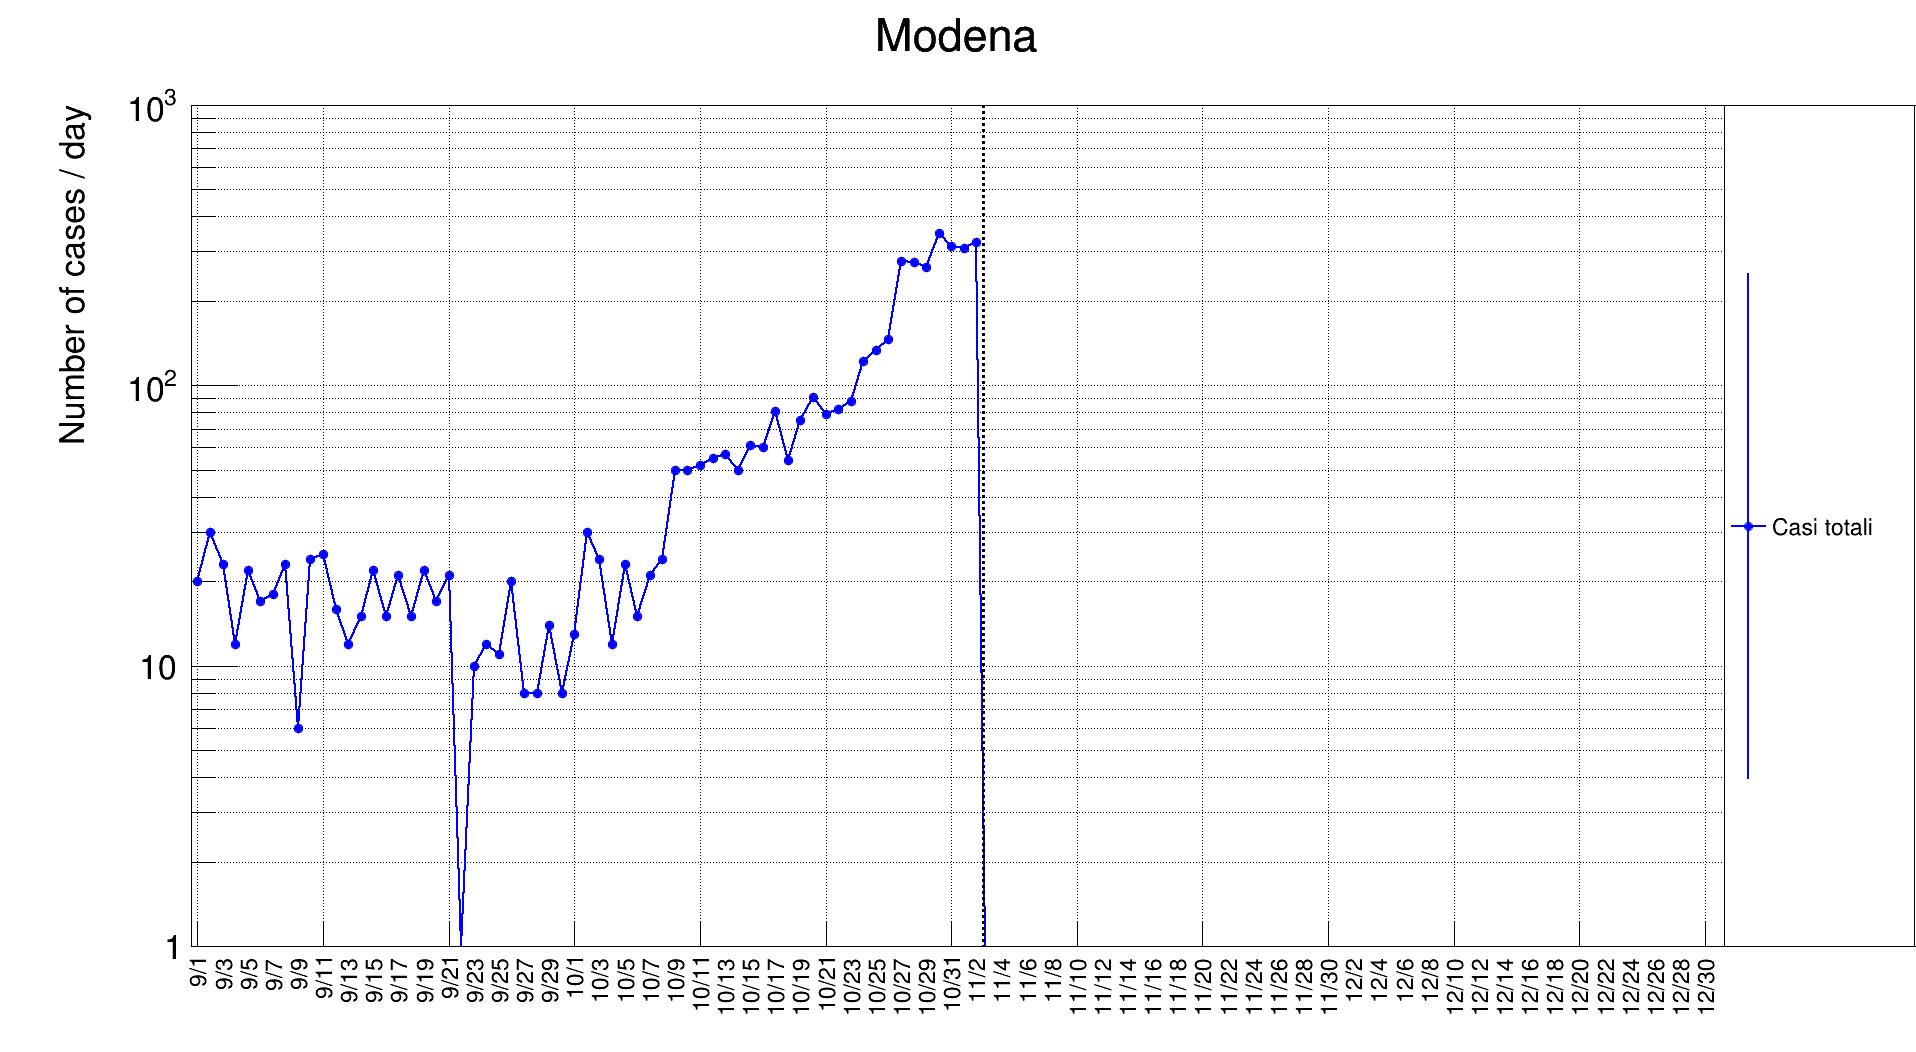 Modena
Number of cases / day
10³
10²
10
1
9/1 9/3 9/5 9/7 9/9 9/11 9/13 9/15 9/17 9/19 9/21 9/23 9/25 9/27 9/29 10/1 10/3 10/5 10/7 10/9 10/11 10/13 10/15 10/17 10/19 10/21 10/23 10/25 10/27 10/29 10/31 11/2 11/4 11/6 11/8 11/10 11/12 11/14 11/16 11/18 11/20 11/22 11/24 11/26 11/28 11/30 12/2 12/4 12/6 12/8 12/10 12/12 12/14 12/16 12/18 12/20 12/22 12/24 12/26 12/28 12/30
Casi totali